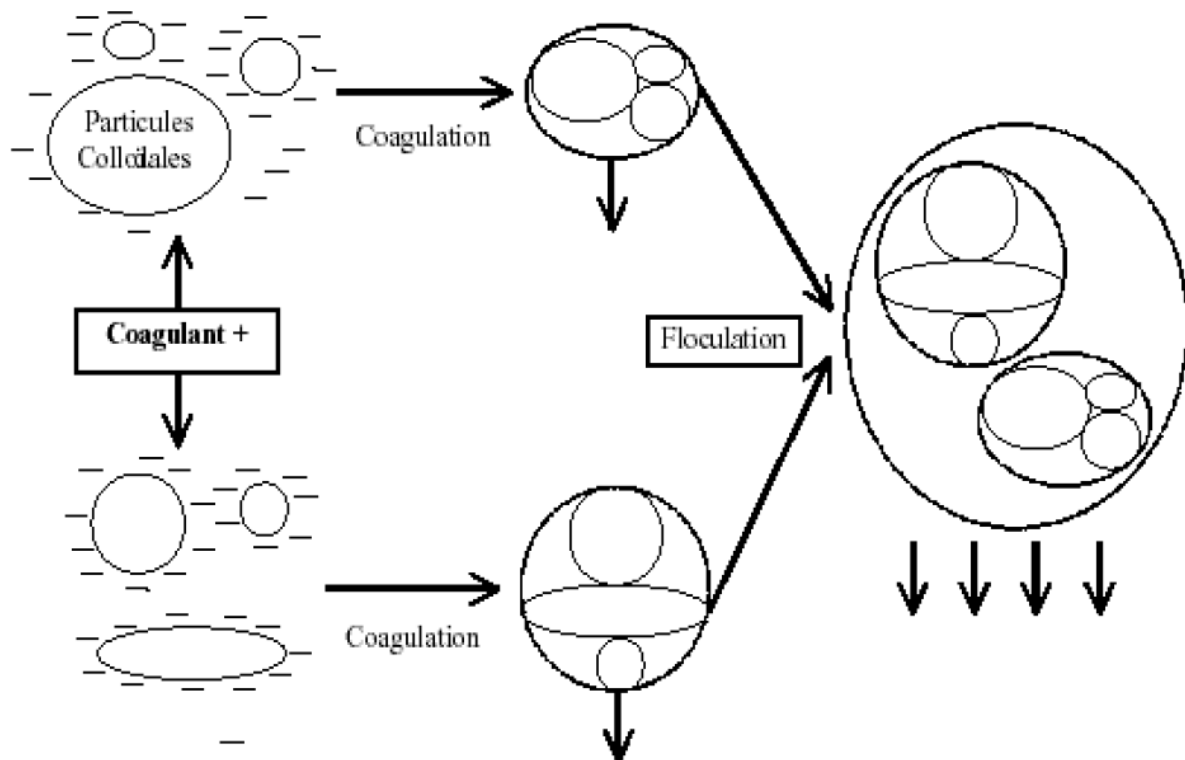 Particules
Colloïdales
Coagulation
Coagulant +
Floculation
Coagulation